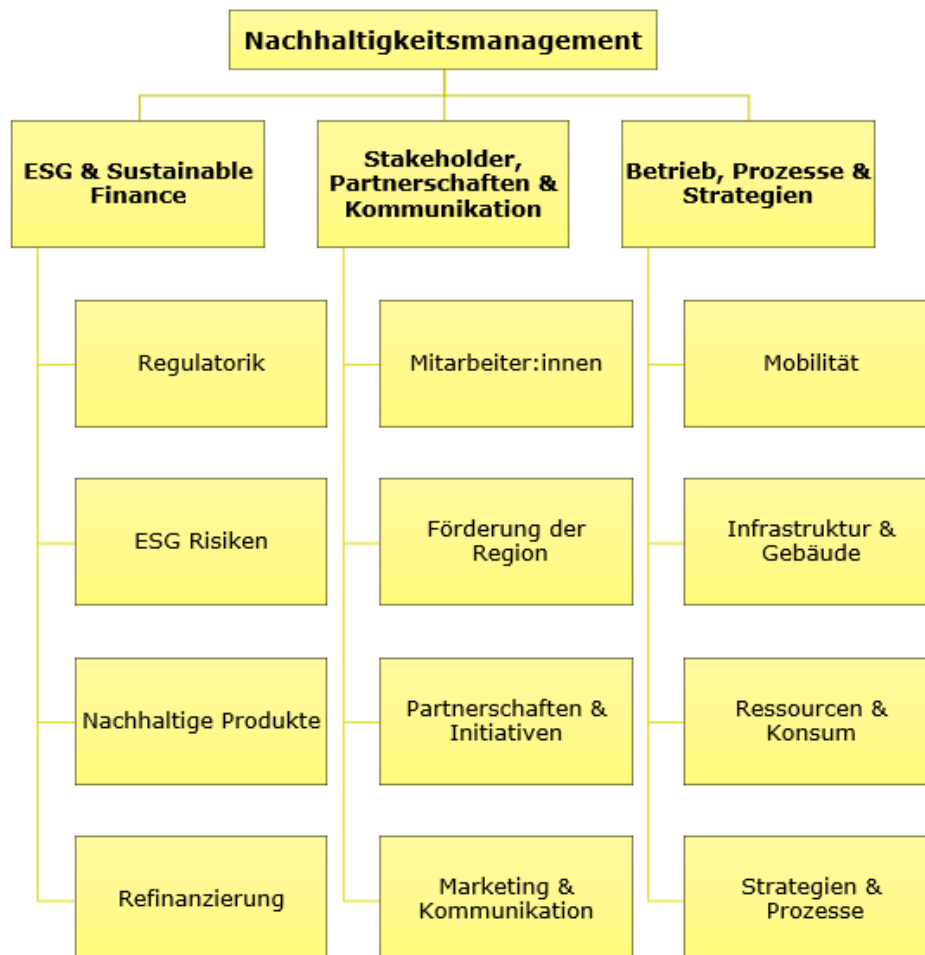 Nachhaltigkeitsmanagement
ESG & Sustainable
Finance
Stakeholder,
Partnerschaften &
Kommunikation
Betrieb, Prozesse &
Strategien
Regulatorik
Mitarbeiter:innen
Mobilität
ESG Risiken
Förderung der
Region
Infrastruktur &
Gebäude
Nachhaltige Produkte
Partnerschaften &
Initiativen
Ressourcen &
Konsum
Refinanzierung
Marketing &
Kommunikation
Strategien &
Prozesse